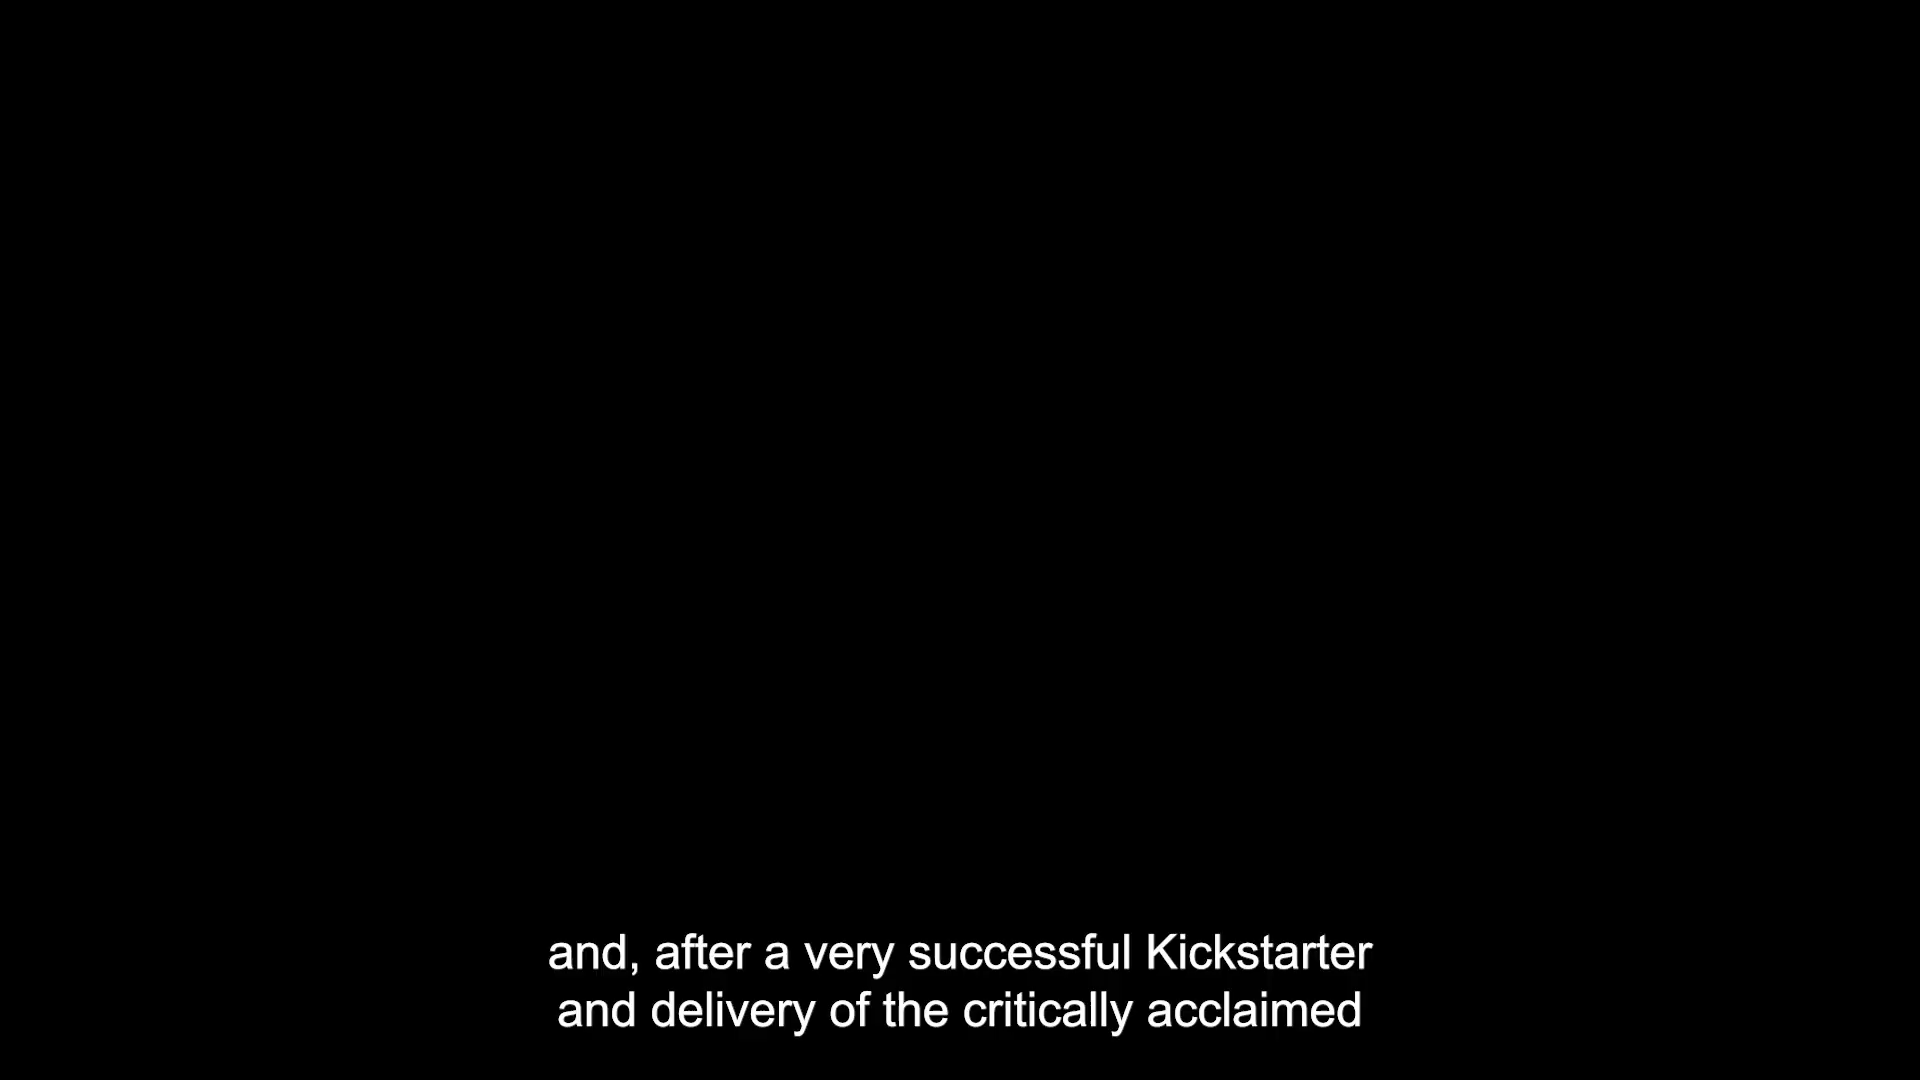 and, after a very successful Kickstarter
and delivery of the critically acclaimed